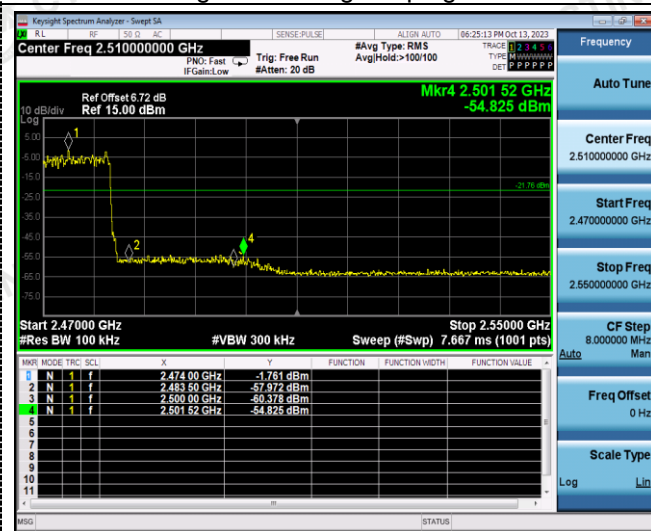 Keysight Spectrum Analyzer - Swept SA
RL RF 50 Ω AC SENSE:PULSE ALIGN AUTO 06:25:13 PM Oct 13, 2023
Center Freq 2.510000000 GHz
PNO: Fast
IFGain:Low
Trig: Free Run
#Atten: 20 dB
#Avg Type: RMS
Avg|Hold:>100/100
TRACE 1 2 3 4 5 6
TYPE M
DET P P P P P P
Mkr4 2.501 52 GHz
-54.825 dBm
Ref Offset 6.72 dB
10 dB/div Ref 15.00 dBm
Log
5.00
-5.00
-15.0
-25.0
-35.0
-45.0
-55.0
-65.0
-75.0
1
2
4
-21.76 dBm
Start 2.47000 GHz Stop 2.55000 GHz
#Res BW 100 kHz #VBW 300 kHz Sweep (#Swp) 7.667 ms (1001 pts)
MKR MODE TRC SCL X Y FUNCTION FUNCTION WIDTH FUNCTION VALUE
1 N 1 f 2.474 00 GHz -1.761 dBm
2 N 1 f 2.483 50 GHz -57.972 dBm
3 N 1 f 2.500 00 GHz -60.378 dBm
4 N 1 f 2.501 52 GHz -54.825 dBm
5
6
7
8
9
10
11
MSG STATUS
Frequency
Auto Tune
Center Freq
2.510000000 GHz
Start Freq
2.470000000 GHz
Stop Freq
2.550000000 GHz
CF Step
8.000000 MHz
Auto Man
Freq Offset
0 Hz
Scale Type
Log Lin